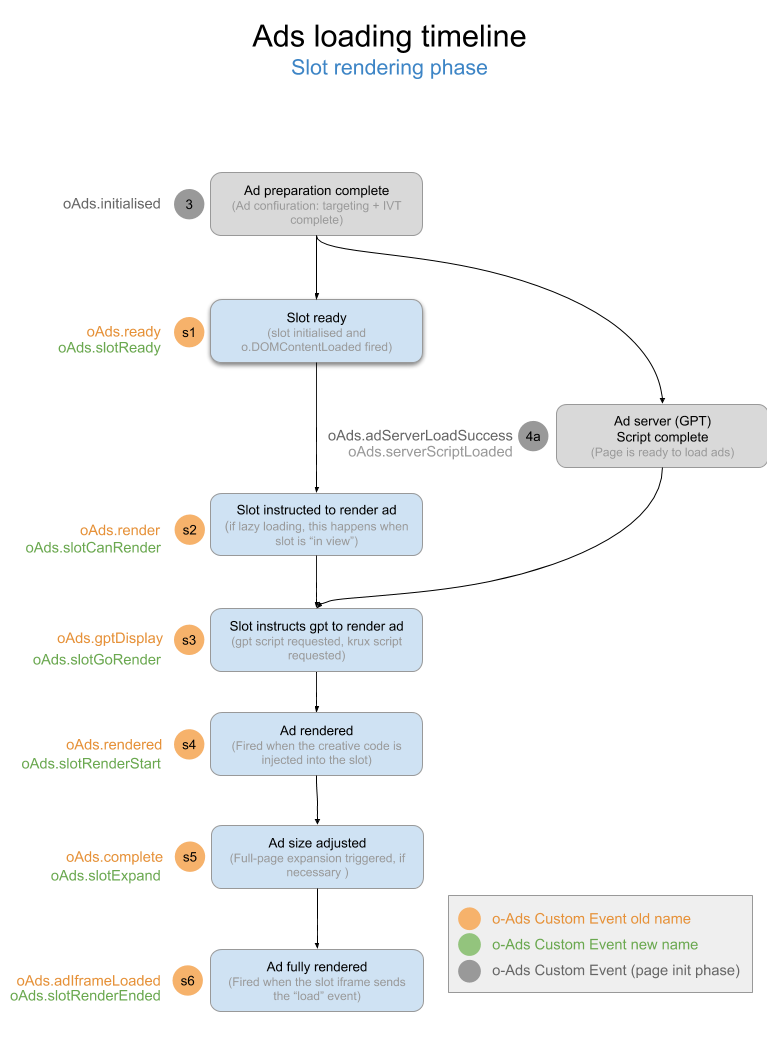 Ads loading timeline
Slot rendering phase
oAds.initialised
3
Ad preparation complete
(Ad confiuration: targeting + IVT
complete)
oAds.ready
oAds.slotReady
s1
Slot ready
(slot initialised and
o.DOMContentLoaded fired)
oAds.adServerLoadSuccess
oAds.serverScriptLoaded
4a
Ad server (GPT)
Script complete
(Page is ready to load ads)
oAds.render
oAds.slotCanRender
s2
Slot instructed to render ad
(if lazy loading, this happens when
slot is “in view”)
oAds.gptDisplay
oAds.slotGoRender
s3
Slot instructs gpt to render ad
(gpt script requested, krux script
requested)
oAds.rendered
oAds.slotRenderStart
s4
Ad rendered
(Fired when the creative code is
injected into the slot)
oAds.complete
oAds.slotExpand
s5
Ad size adjusted
(Full-page expansion triggered, if
necessary )
oAds.adIframeLoaded
oAds.slotRenderEnded
s6
Ad fully rendered
(Fired when the slot iframe sends
the “load” event)
o-Ads Custom Event old name
o-Ads Custom Event new name
o-Ads Custom Event (page init phase)